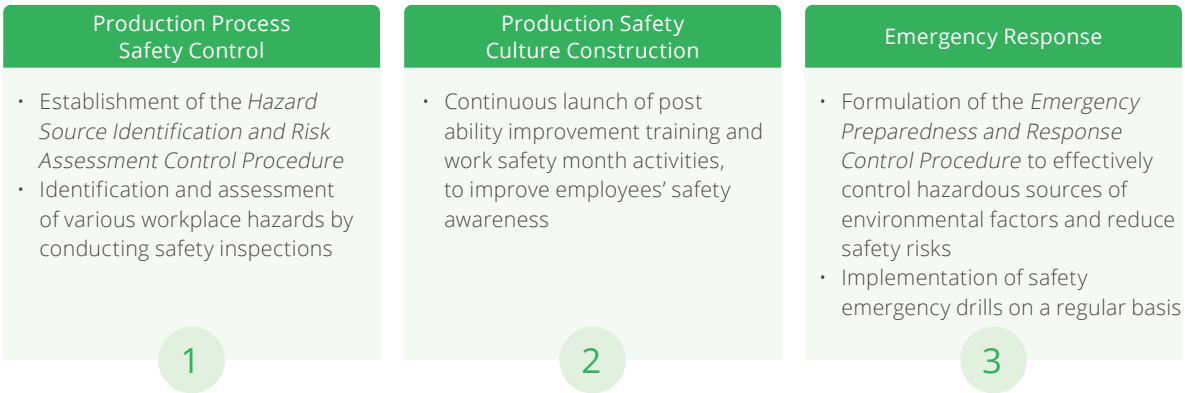 Production Process
Safety Control
• Establishment of the Hazard
Source Identification and Risk
Assessment Control Procedure
• Identification and assessment
of various workplace hazards by
conducting safety inspections
1
Production Safety
Culture Construction
• Continuous launch of post
ability improvement training and
work safety month activities,
to improve employees’ safety
awareness
2
Emergency Response
• Formulation of the Emergency
Preparedness and Response
Control Procedure to effectively
control hazardous sources of
environmental factors and reduce
safety risks
• Implementation of safety
emergency drills on a regular basis
3